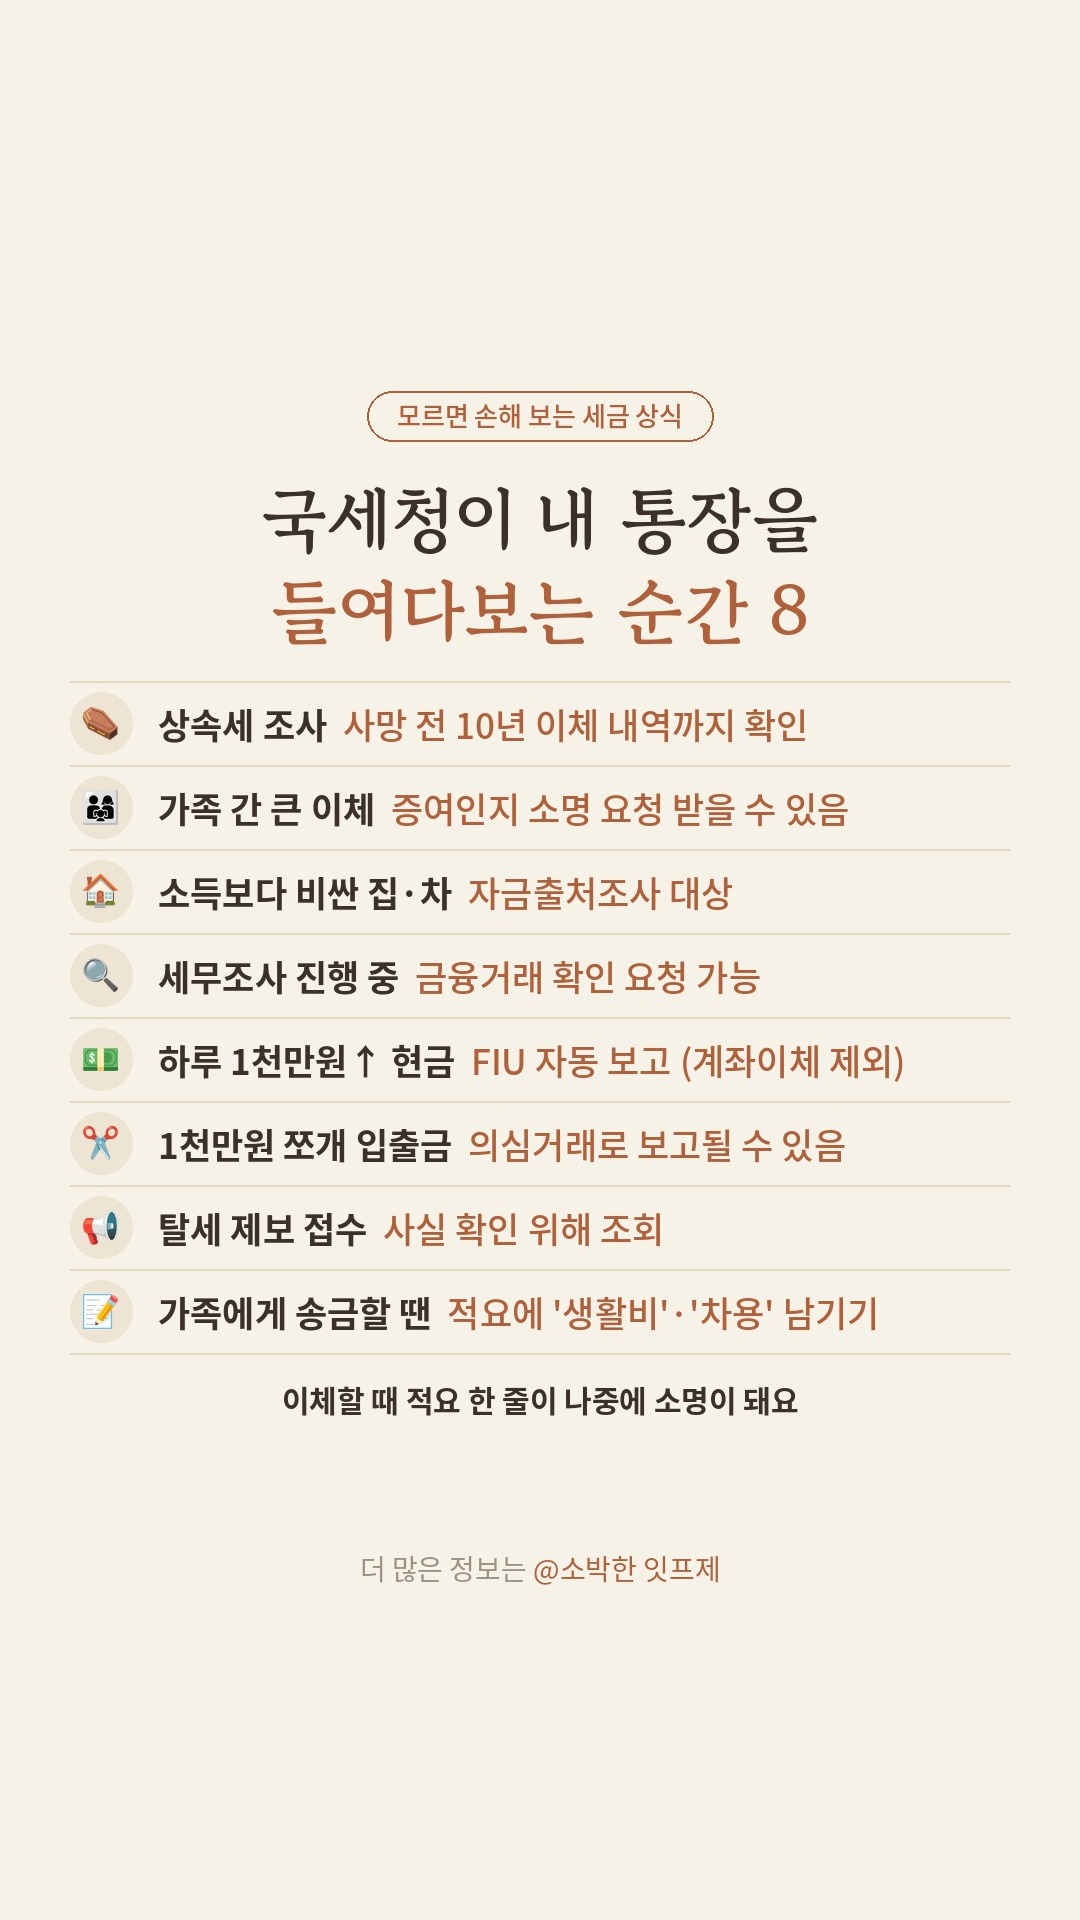 모르면 손해 보는 세금 상식
국세청이 내 통장을
들여다보는 순간 8
상속세 조사 사망 전 10년 이체 내역까지 확인
가족 간 큰 이체 증여인지 소명 요청 받을 수 있음
소득보다 비싼 집·차 자금출처조사 대상
세무조사 진행 중 금융거래 확인 요청 가능
하루 1천만원↑ 현금 FIU 자동 보고 (계좌이체 제외)
1천만원 쪼개 입출금 의심거래로 보고될 수 있음
탈세 제보 접수 사실 확인 위해 조회
가족에게 송금할 땐 적요에 '생활비'·'차용' 남기기
이체할 때 적요 한 줄이 나중에 소명이 돼요
더 많은 정보는 @소박한 잇프제